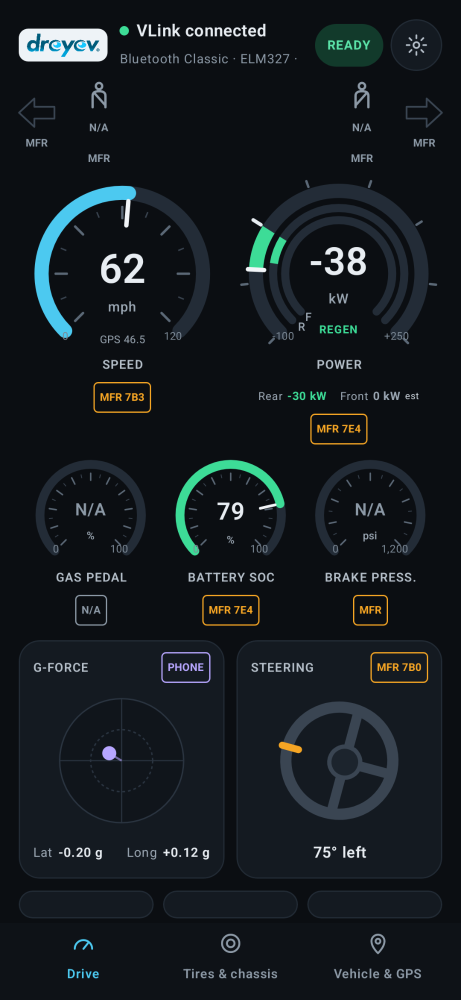 dreyev.
VLink connected
Bluetooth Classic · ELM327 ·
READY
N/A
N/A
MFR
MFR
MFR
MFR
62
mph
0
GPS 46.5
120
SPEED
MFR 7B3
-38
kW
F
R
REGEN
-100
+250
POWER
Rear -30 kW Front 0 kW est
MFR 7E4
N/A
%
0
100
GAS PEDAL
N/A
79
%
0
100
BATTERY SOC
MFR 7E4
N/A
psi
0
1,200
BRAKE PRESS.
MFR
G-FORCE
PHONE
Lat -0.20 g Long +0.12 g
STEERING
MFR 7B0
75° left
Drive
Tires & chassis
Vehicle & GPS